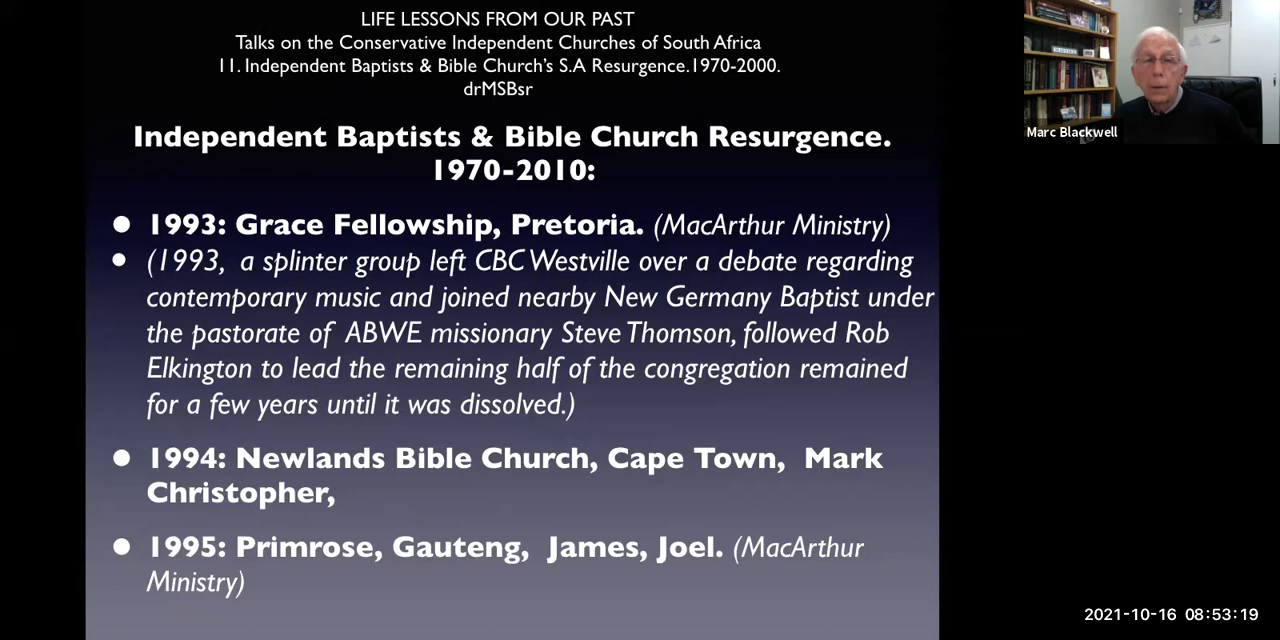 LIFE LESSONS FROM OUR PAST
Talks on the Conservative Independent Churches of South Africa
11. Independent Baptists & Bible Church's S.A Resurgence.1970-2000.
drMSBsr
Independent Baptists & Bible Church Resurgence.
1970-2010:
• 1993: Grace Fellowship, Pretoria. (MacArthur Ministry)
• (1993, a splinter group left CBC Westville over a debate regarding
contemporary music and joined nearby New Germany Baptist under
the pastorate of ABWE missionary Steve Thomson, followed Rob
Elkington to lead the remaining half of the congregation remained
for a few years until it was dissolved.)
• 1994: Newlands Bible Church, Cape Town, Mark
Christopher,
• 1995: Primrose, Gauteng, James, Joel. (MacArthur
Ministry)
Marc Blackwell
2021-10-16 08:53:19